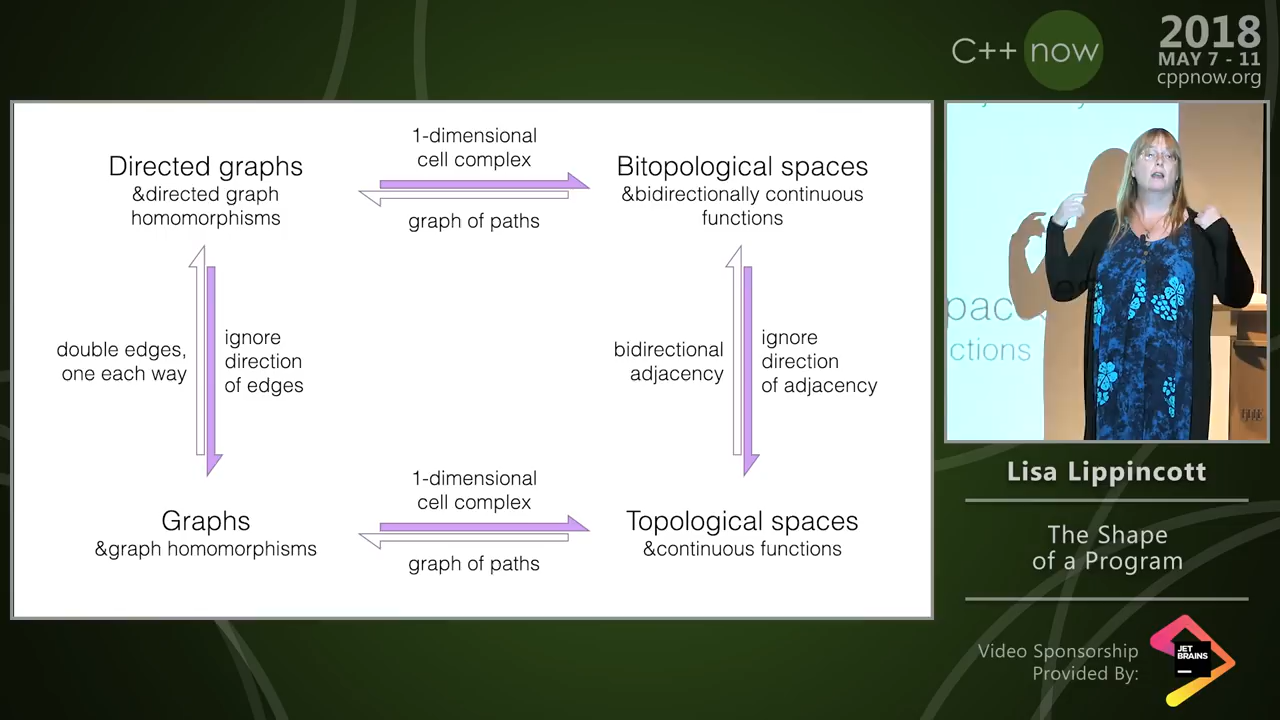 C++ now
2018
MAY 7 - 11
cppnow.org
1-dimensional
cell complex
Directed graphs
&directed graph
homomorphisms
Bitopological spaces
&bidirectionally continuous
functions
graph of paths
double edges,
one each way
ignore
direction
of edges
bidirectional
adjacency
ignore
direction
of adjacency
1-dimensional
cell complex
Graphs
&graph homomorphisms
Topological spaces
&continuous functions
graph of paths
Lisa Lippincott
The Shape
of a Program
Video Sponsorship
Provided By:
JET
BRAINS